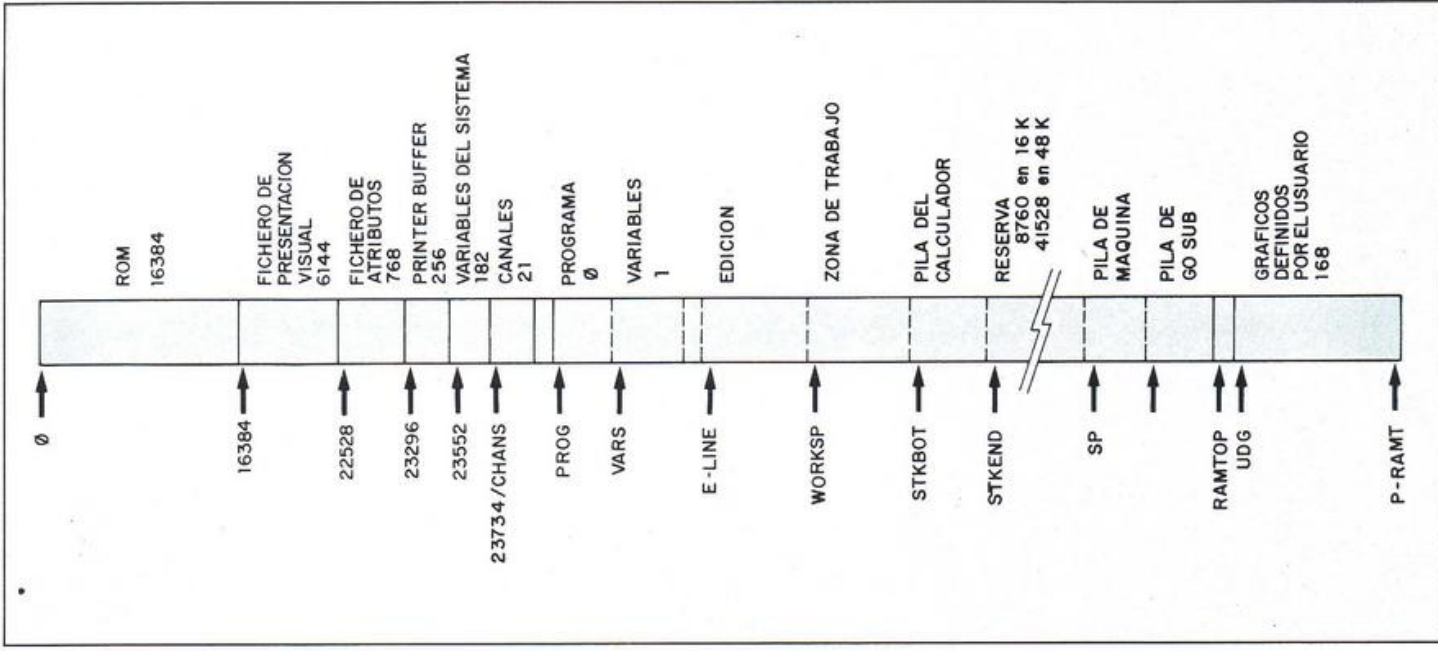 ROM
16384
FICHERO DE
PRESENTACION
VISUAL
6144
FICHERO DE
ATRIBUTOS
768
PRINTER BUFFER
256
VARIABLES DEL SISTEMA
182
CANALES
21
PROGRAMA
Ø
VARIABLES
1
EDICION
ZONA DE TRABAJO
PILA DEL
CALCULADOR
RESERVA
8760 en 16 K
41528 en 48 K
PILA DE
MAQUINA
PILA DE
GO SUB
GRAFICOS
DEFINIDOS
POR EL USUARIO
168
Ø
16384
22528
23296
23552
23734/CHANS
PROG
VARS
E-LINE
WORKSP
STKBOT
STKEND
SP
RAMTOP
UDG
P-RAMT